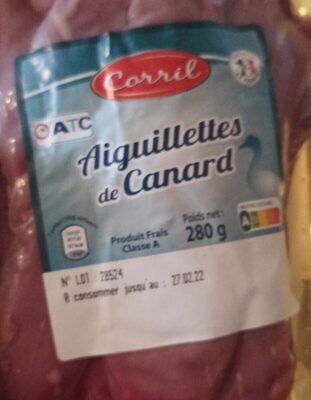 Corril
ATC
Aiguillettes
de Canard
Produit Frais
Classe A
Poids net:
280 g
N° LOT : 28524
A consommer jusqu'au : 27.02.22